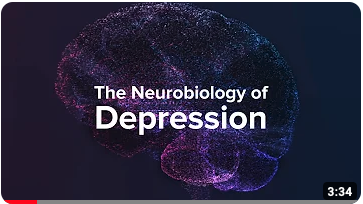 The Neurobiology of
Depression
3:34